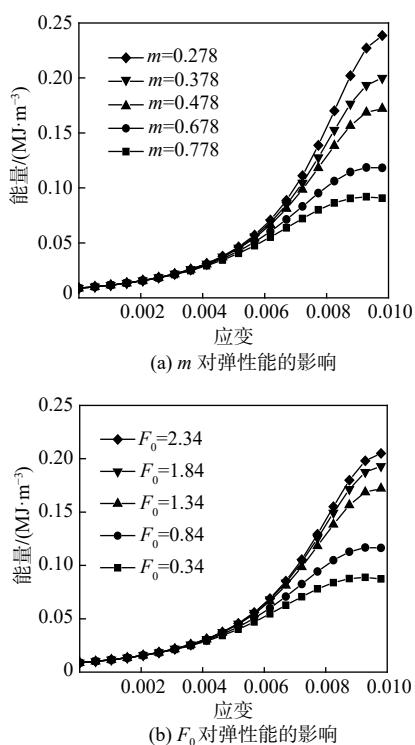 0.25
0.20
0.15
0.10
0.05
0
能量/(MJ·m⁻³)
m=0.278
m=0.378
m=0.478
m=0.678
m=0.778
0.002 0.004 0.006 0.008 0.010
应变
(a) m 对弹性能的影响
0.25
0.20
0.15
0.10
0.05
0
能量/(MJ·m⁻³)
F₀=2.34
F₀=1.84
F₀=1.34
F₀=0.84
F₀=0.34
0.002 0.004 0.006 0.008 0.010
应变
(b) F₀ 对弹性能的影响